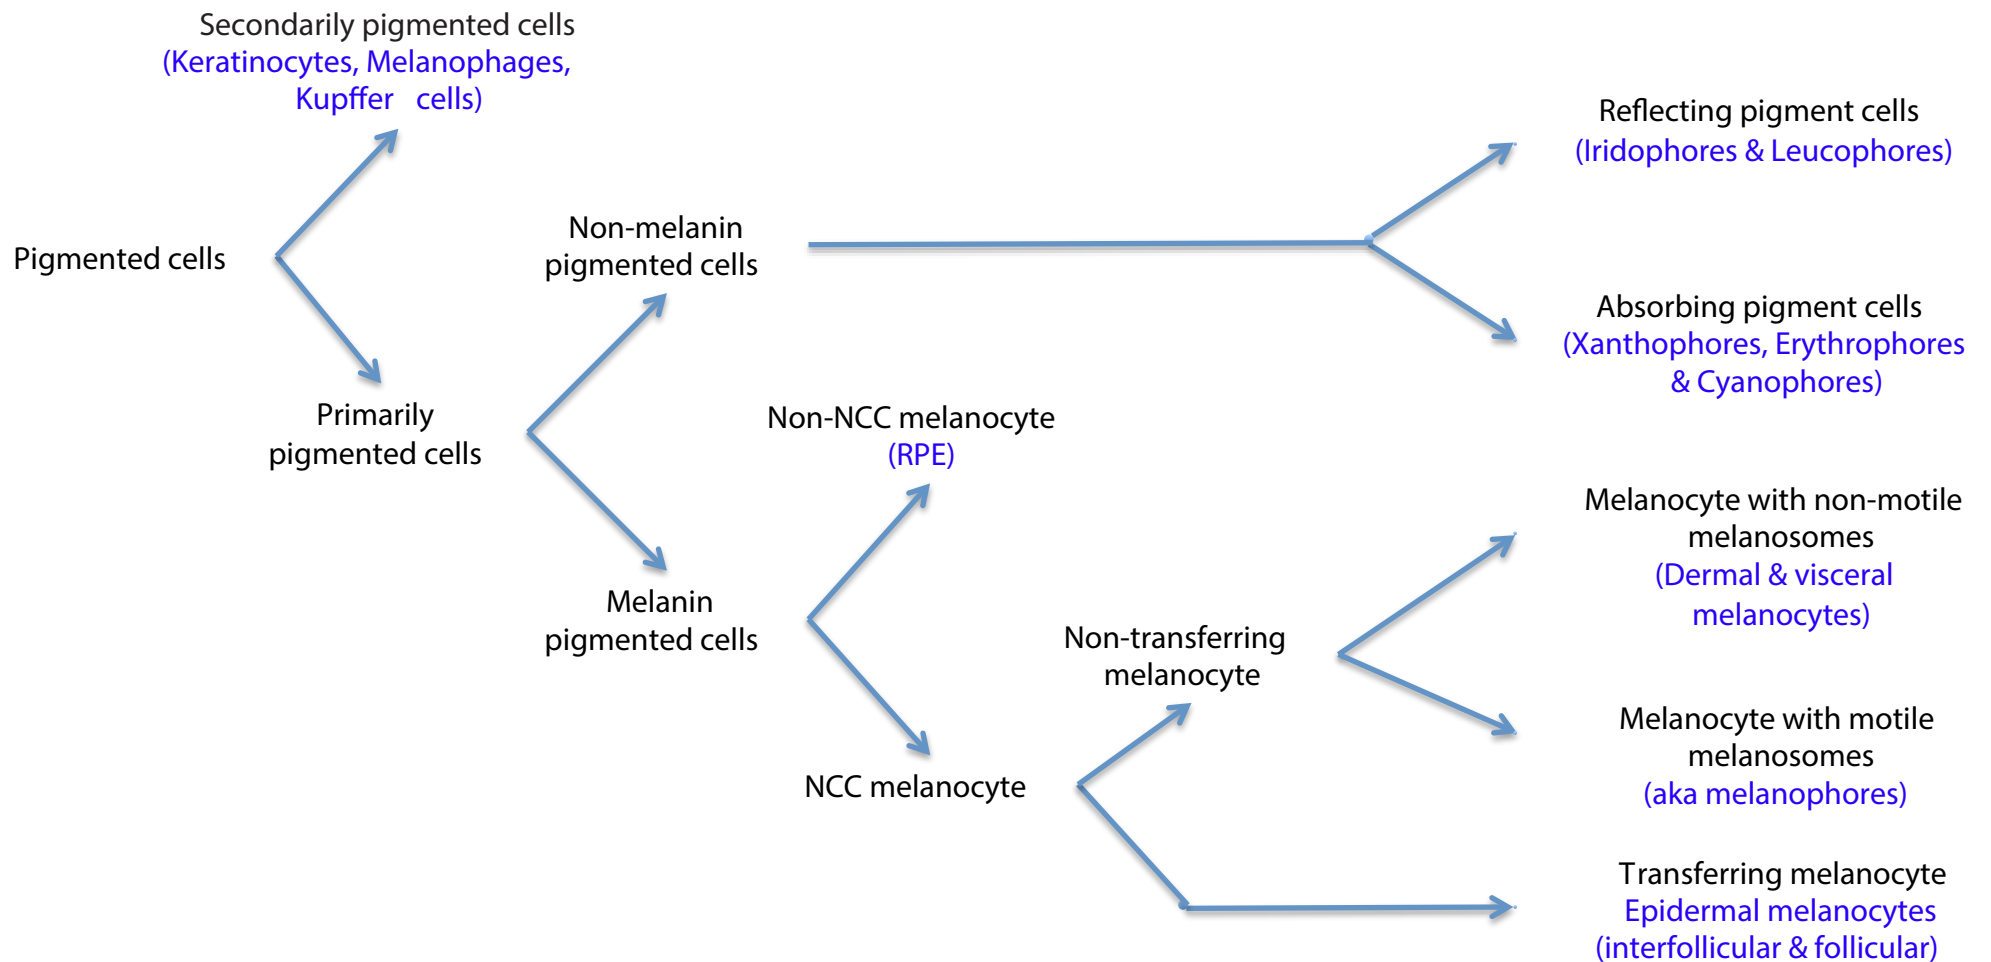 Secondarily pigmented cells
(Keratinocytes, Melanophages,
Kupffer cells)
Pigmented cells
Primarily
pigmented cells
Non-melanin
pigmented cells
Melanin
pigmented cells
Non-NCC melanocyte
(RPE)
NCC melanocyte
Non-transferring
melanocyte
Reflecting pigment cells
(Iridophores & Leucophores)
Absorbing pigment cells
(Xanthophores, Erythrophores
& Cyanophores)
Melanocyte with non-motile
melanosomes
(Dermal & visceral
melanocytes)
Melanocyte with motile
melanosomes
(aka melanophores)
Transferring melanocyte
Epidermal melanocytes
(interfollicular & follicular)